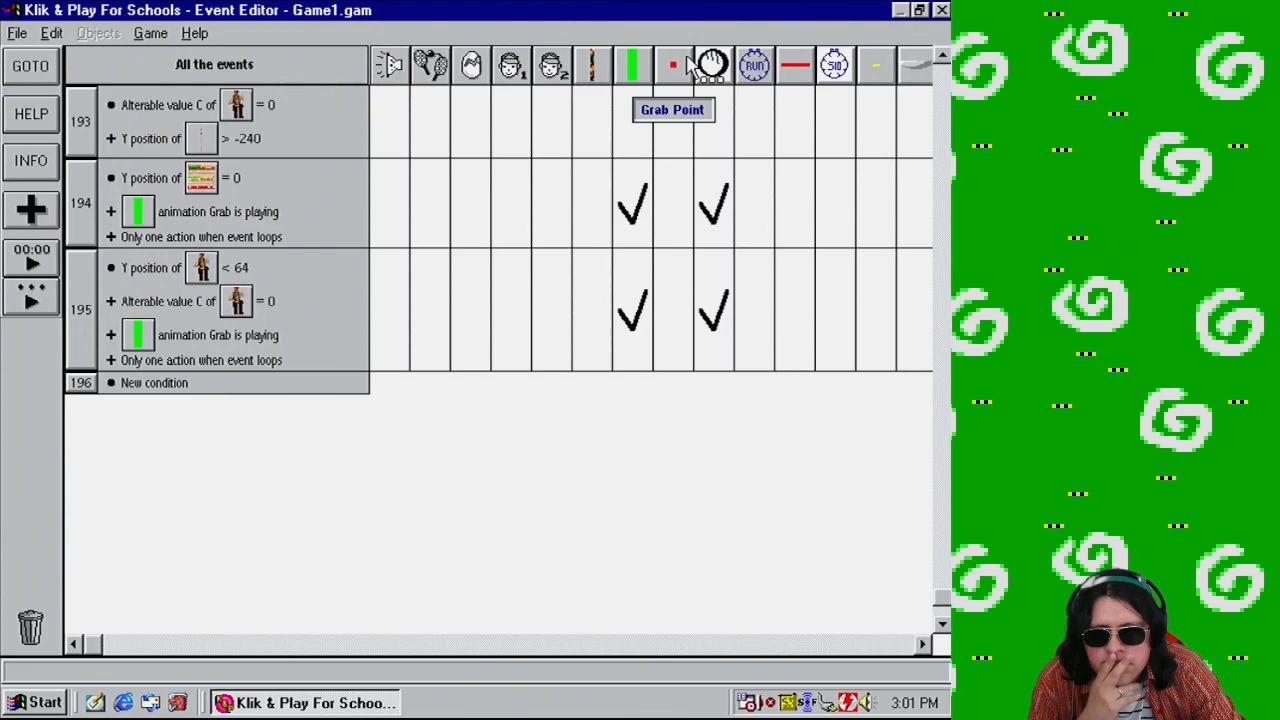 Klik & Play For Schools - Event Editor - Game1.gam
File Edit Objects Game Help
GOTO
All the events
1
2
RUN
Grab Point
HELP
193
Alterable value C of = 0
+ Y position of > -240
INFO
194
Y position of = 0
+ animation Grab is playing
+ Only one action when event loops
00:00
195
Y position of < 64
+ Alterable value C of = 0
+ animation Grab is playing
+ Only one action when event loops
196
New condition
Start
Klik & Play For Schoo...
3:01 PM